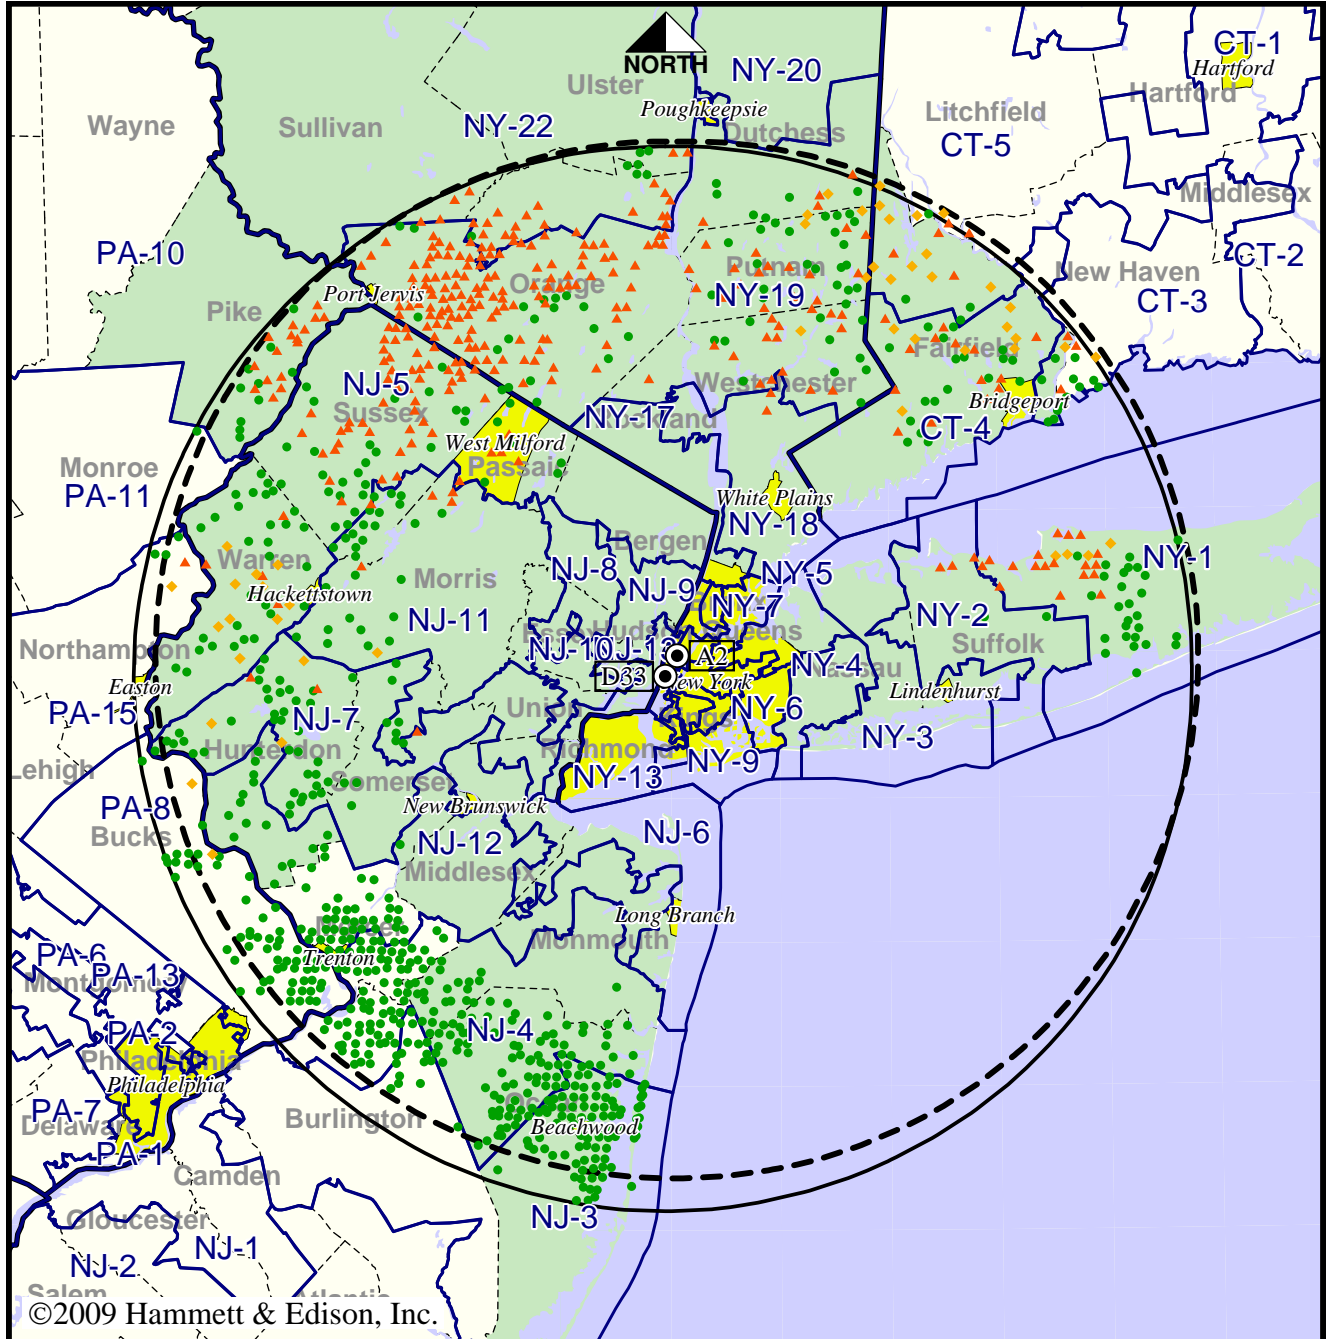 CT-1
Hartford
Hartford
NORTH
NY-20
Ulster
Poughkeepsie
Litchfield
Wayne
Sullivan
NY-22
Dutchess
CT-5
Middlesex
PA-10
CT-2
New Haven
Putnam
Orange
Port Jervis
NY-19
CT-3
Pike
Fairfield
NJ-5
Westchester
Sussex
NY-17
Bridgeport
CT-4
West Milford
Passaic
Monroe
PA-11
White Plains
NY-18
Bergen
Warren
NJ-8
NY-5
NY-1
Morris
NJ-9
Hackettstown
NY-7
NY-2
NJ-11
Queens
Suffolk
Northampton
NJ-10
A2
NY-4
D33
Easton
Lindenhurst
PA-15
Union
NY-6
NJ-7
NY-3
Hunterdon
Richmond
NY-9
Lehigh
Somerset
NY-13
PA-8
New Brunswick
Bucks
NJ-12
NJ-6
Middlesex
Long Branch
Monmouth
PA-6
Trenton
PA-13
Montgomery
PA-2
NJ-4
Philadelphia
Philadelphia
PA-7
Delaware
Burlington
Beachwood
PA-1
Camden
Gloucester
NJ-3
NJ-1
NJ-2
©2009 Hammett & Edison, Inc.